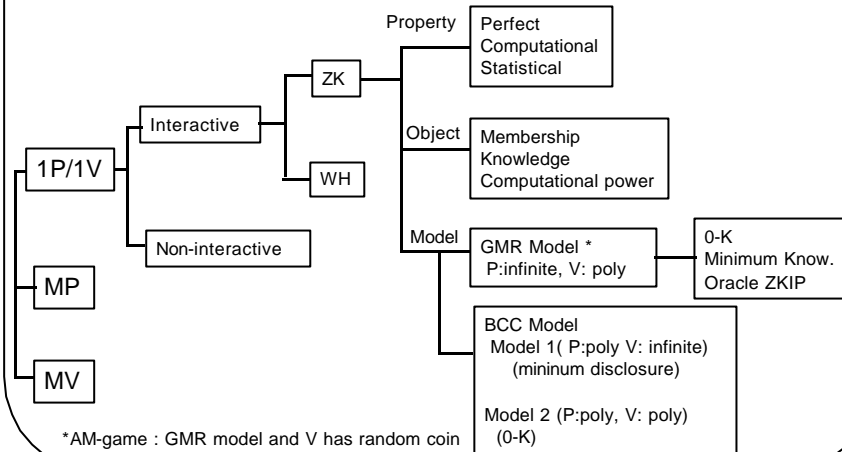 Property
Perfect
Computational
Statistical
ZK
Interactive
Object
Membership
Knowledge
Computational power
1P/1V
WH
Model
GMR Model *
P:infinite, V: poly
0-K
Minimum Know.
Oracle ZKIP
Non-interactive
MP
BCC Model
Model 1( P:poly V: infinite)
(mininum disclosure)
MV
Model 2 (P:poly, V: poly)
(0-K)
*AM-game : GMR model and V has random coin